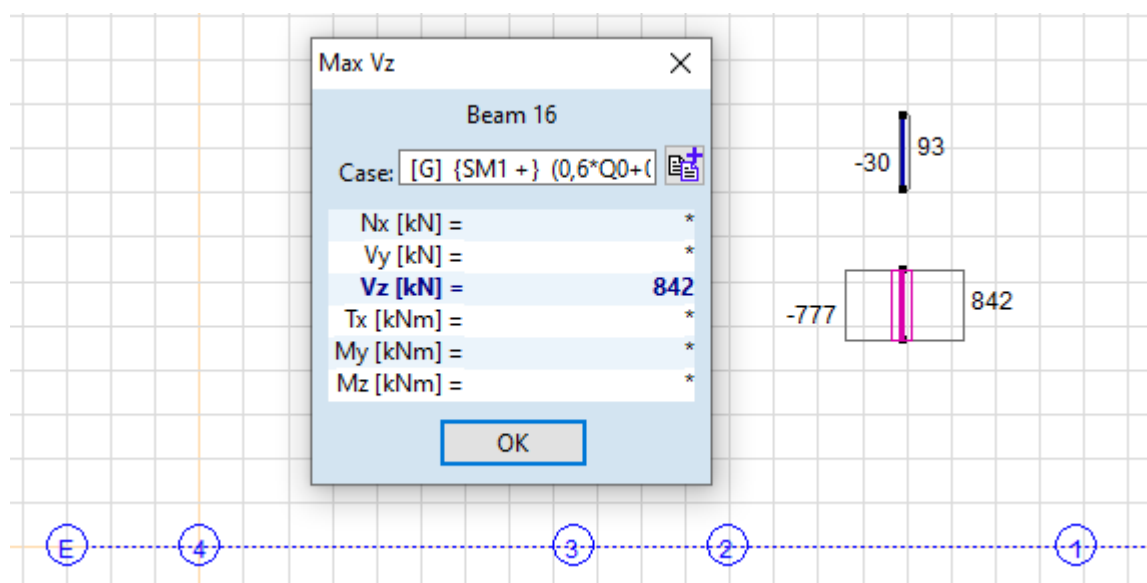 Max Vz
Beam 16
Case: [G] {SM1 +} (0,6*Q0+(
Nx [kN] = *
Vy [kN] = *
Vz [kN] = 842
Tx [kNm] = *
My [kNm] = *
Mz [kNm] = *
OK
-30 93
-777 842
E 4 3 2 1